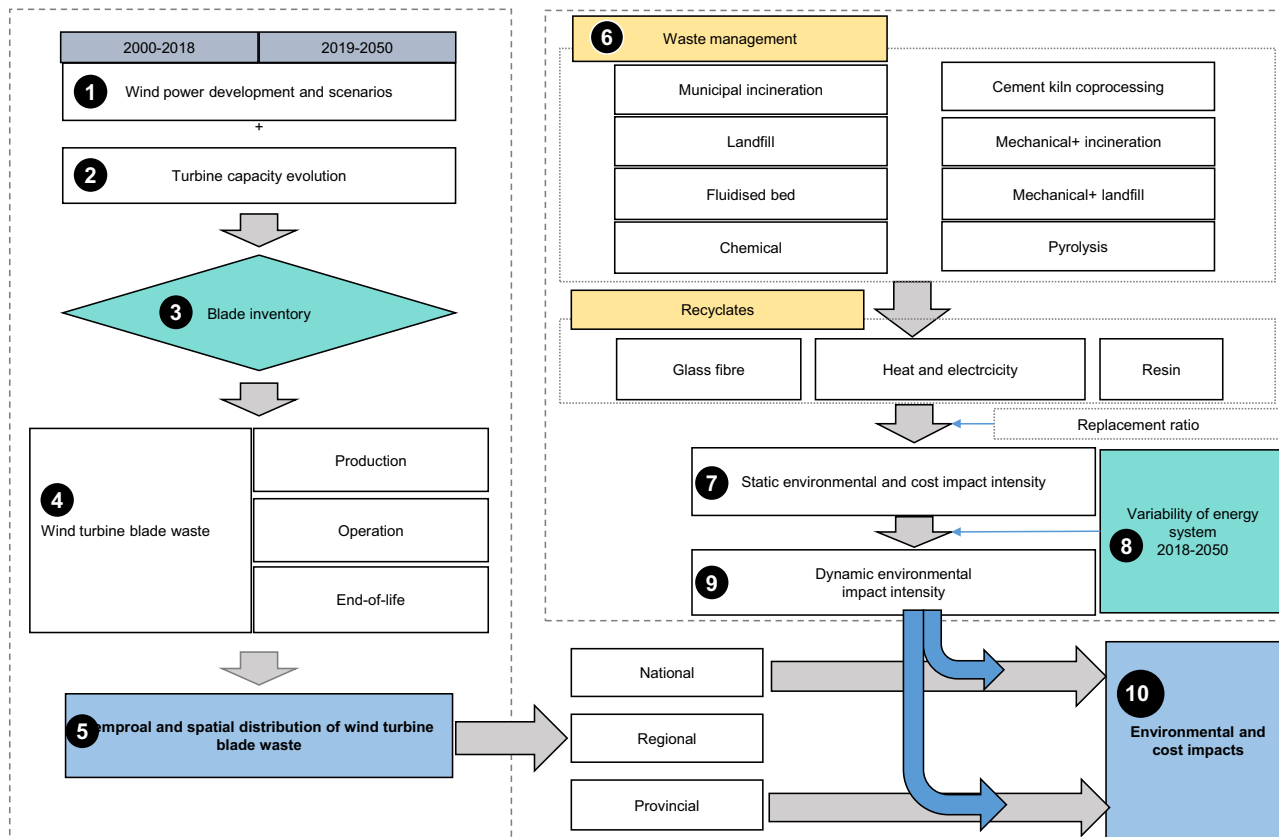 2000-2018
2019-2050
1
Wind power development and scenarios
+
2
Turbine capacity evolution
3
Blade inventory
4
Wind turbine blade waste
Production
Operation
End-of-life
5
emproal and spatial distribution of wind turbine
blade waste
6
Waste management
Municipal incineration
Cement kiln coprocessing
Landfill
Mechanical+ incineration
Fluidised bed
Mechanical+ landfill
Chemical
Pyrolysis
Recyclates
Glass fibre
Heat and electrcicity
Resin
Replacement ratio
7
Static environmental and cost impact intensity
Variability of energy
system
8
2018-2050
9
Dynamic environmental
impact intensity
National
Regional
Provincial
10
Environmental and
cost impacts